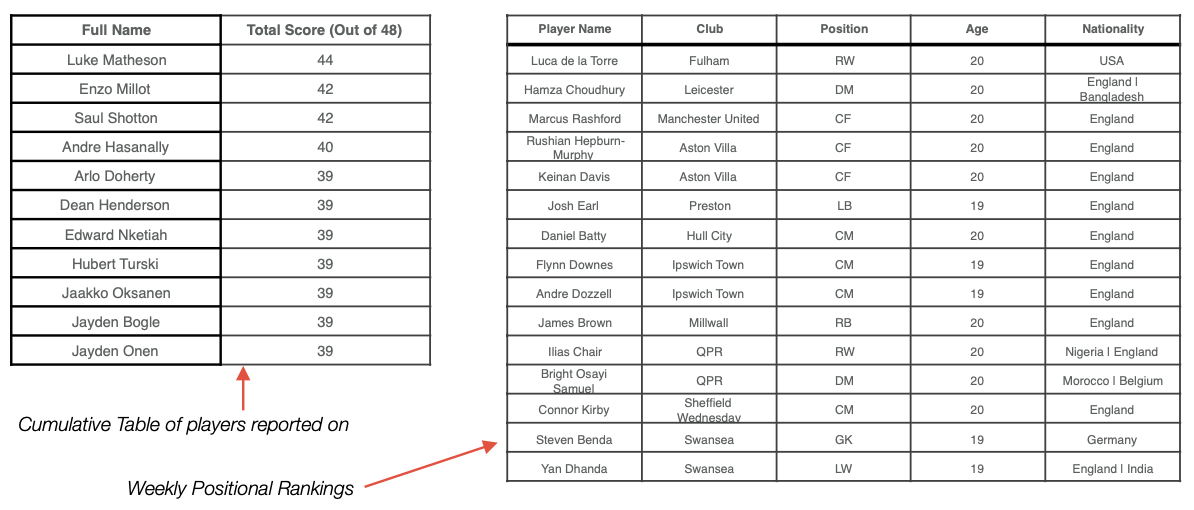 Full Name Total Score (Out of 48)
Luke Matheson 44
Enzo Millot 42
Saul Shotton 42
Andre Hasanally 40
Arlo Doherty 39
Dean Henderson 39
Edward Nketiah 39
Hubert Turski 39
Jaakko Oksanen 39
Jayden Bogle 39
Jayden Onen 39
Cumulative Table of players reported on
Weekly Positional Rankings
Player Name Club Position Age Nationality
Luca de la Torre Fulham RW 20 USA
Hamza Choudhury Leicester DM 20 England |
Bangladesh
Marcus Rashford Manchester United CF 20 England
Rushian Hepburn-
Murphy Aston Villa CF 20 England
Keinan Davis Aston Villa CF 20 England
Josh Earl Preston LB 19 England
Daniel Batty Hull City CM 20 England
Flynn Downes Ipswich Town CM 19 England
Andre Dozzell Ipswich Town CM 19 England
James Brown Millwall RB 20 England
Ilias Chair QPR RW 20 Nigeria | England
Bright Osayi
Samuel QPR DM 20 Morocco | Belgium
Connor Kirby Sheffield
Wednesday CM 20 England
Steven Benda Swansea GK 19 Germany
Yan Dhanda Swansea LW 19 England | India